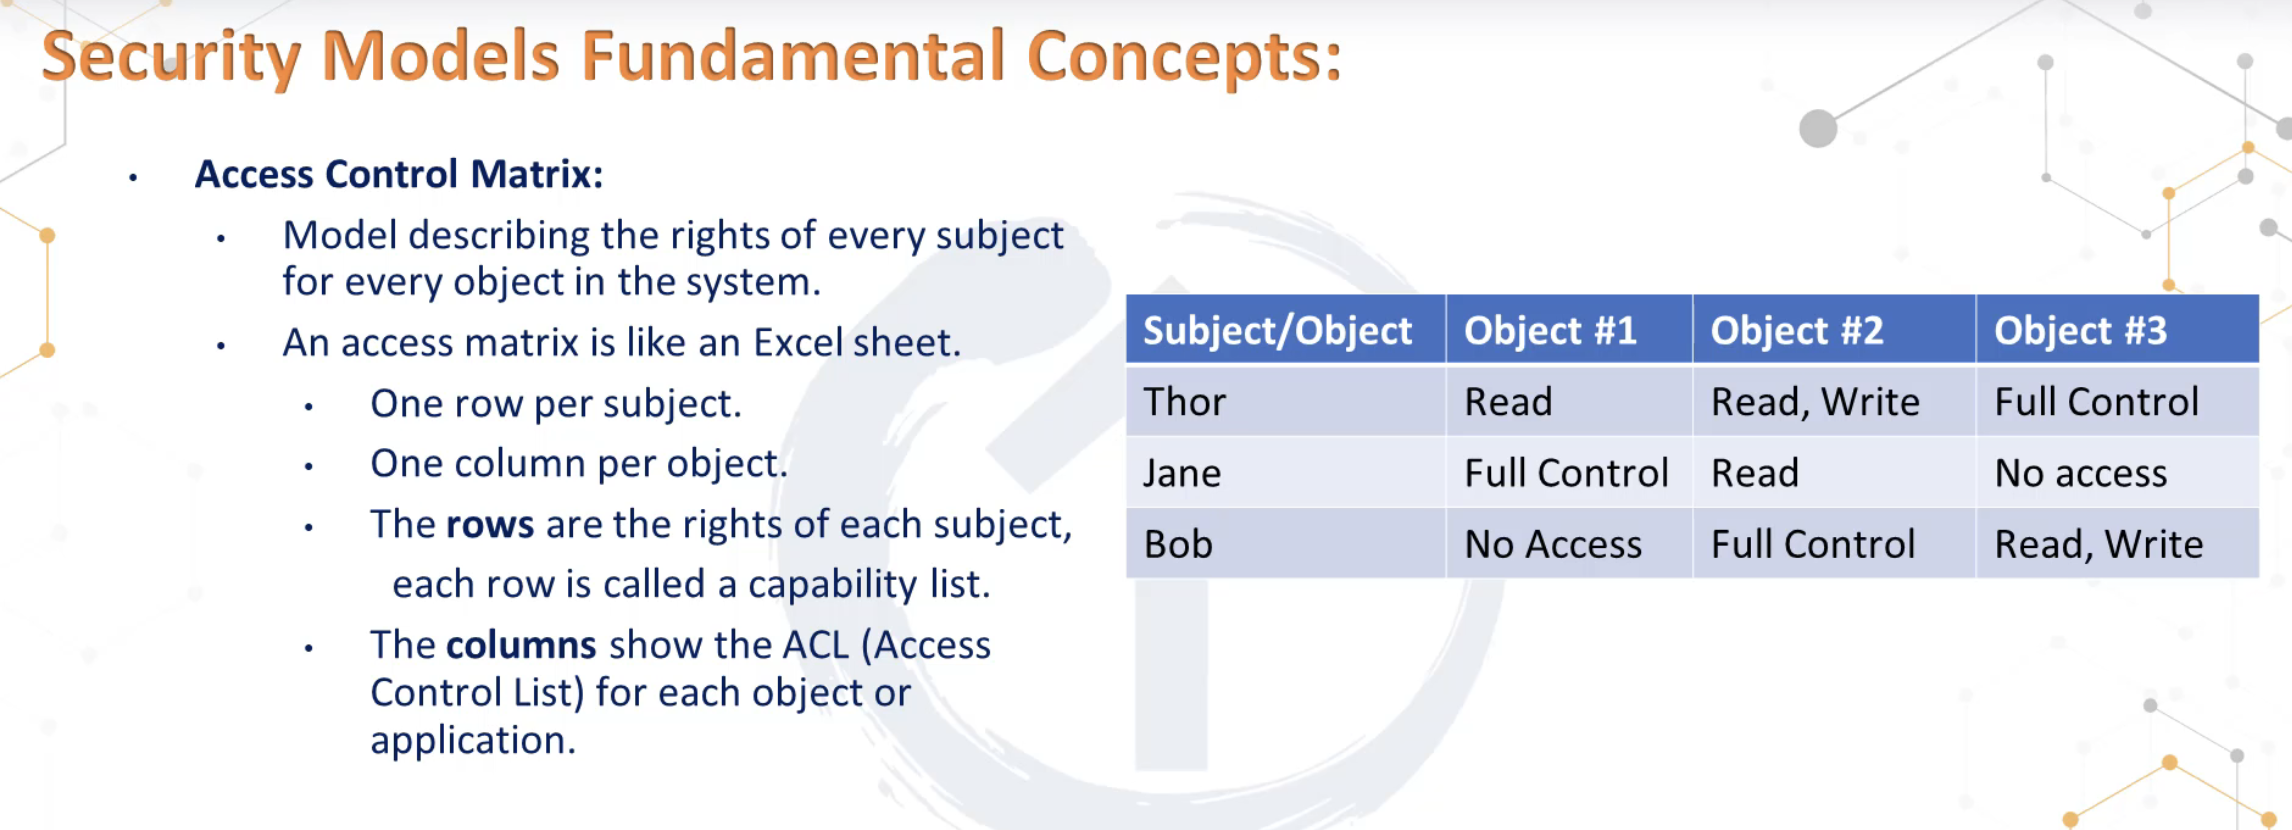 Security Models Fundamental Concepts:
• Access Control Matrix:
• Model describing the rights of every subject
for every object in the system.
• An access matrix is like an Excel sheet.
• One row per subject.
• One column per object.
• The rows are the rights of each subject,
each row is called a capability list.
• The columns show the ACL (Access
Control List) for each object or
application.
Subject/Object Object #1 Object #2 Object #3
Thor Read Read, Write Full Control
Jane Full Control Read No access
Bob No Access Full Control Read, Write